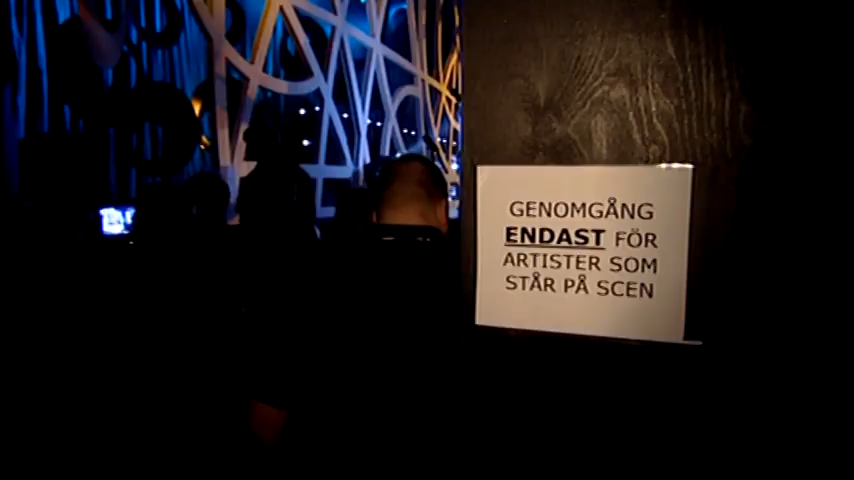 GENOMGÅNG
ENDAST FÖR
ARTISTER SOM
STÅR PÅ SCEN